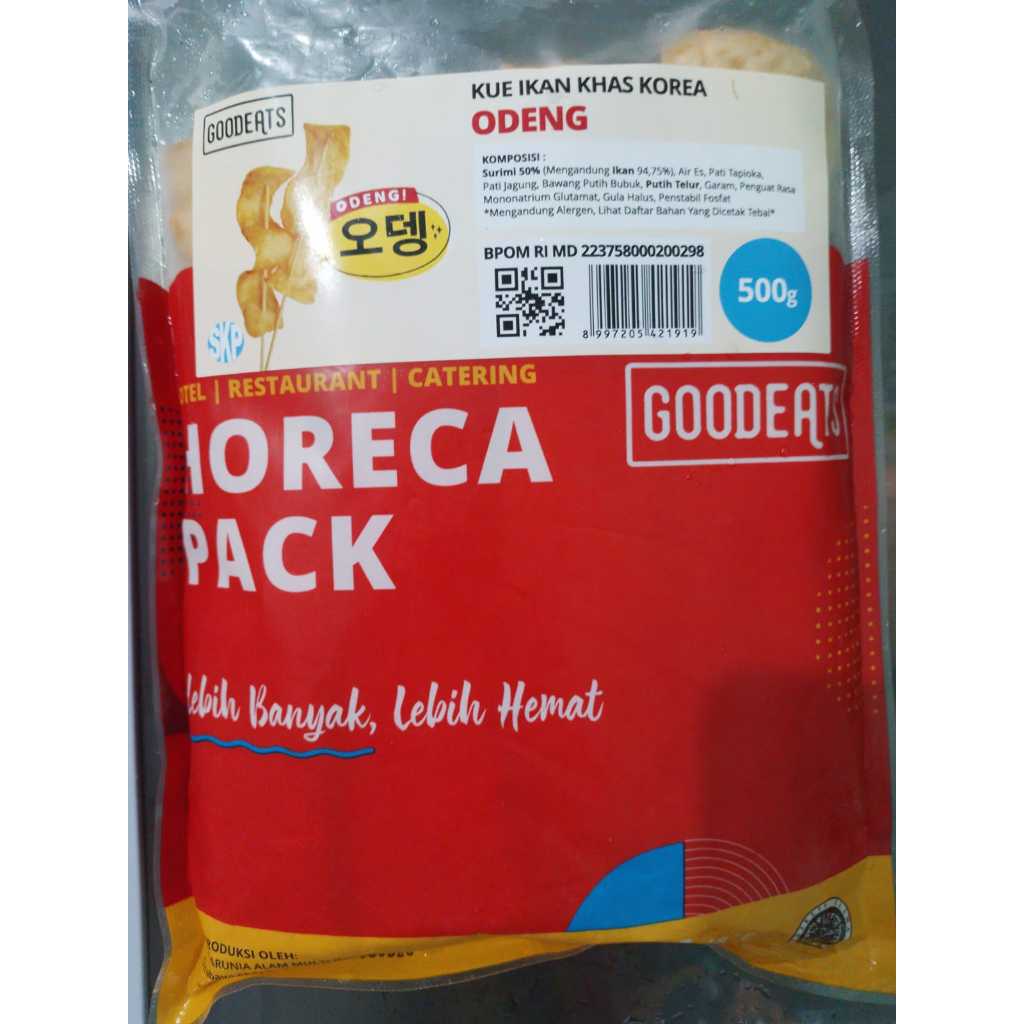 GOODEATS
KUE IKAN KHAS KOREA
ODENG
KOMPOSISI :
Surimi 50% (Mengandung Ikan 94,75%), Air Es, Pati Tapioka,
Pati Jagung, Bawang Putih Bubuk, Putih Telur, Garam, Penguat Rasa
Mononatrium Glutamat, Gula Halus, Penstabil Fosfat
*Mengandung Alergen, Lihat Daftar Bahan Yang Dicetak Tebal*
ODENG!
오뎅
BPOM RI MD 223758000200298
500g
8 997205 421919
SKP
OTEL | RESTAURANT | CATERING
HORECA
PACK
GOODEATS
Lebih Banyak, Lebih Hemat
RODUKSI OLEH:
ARUNIA ALAM